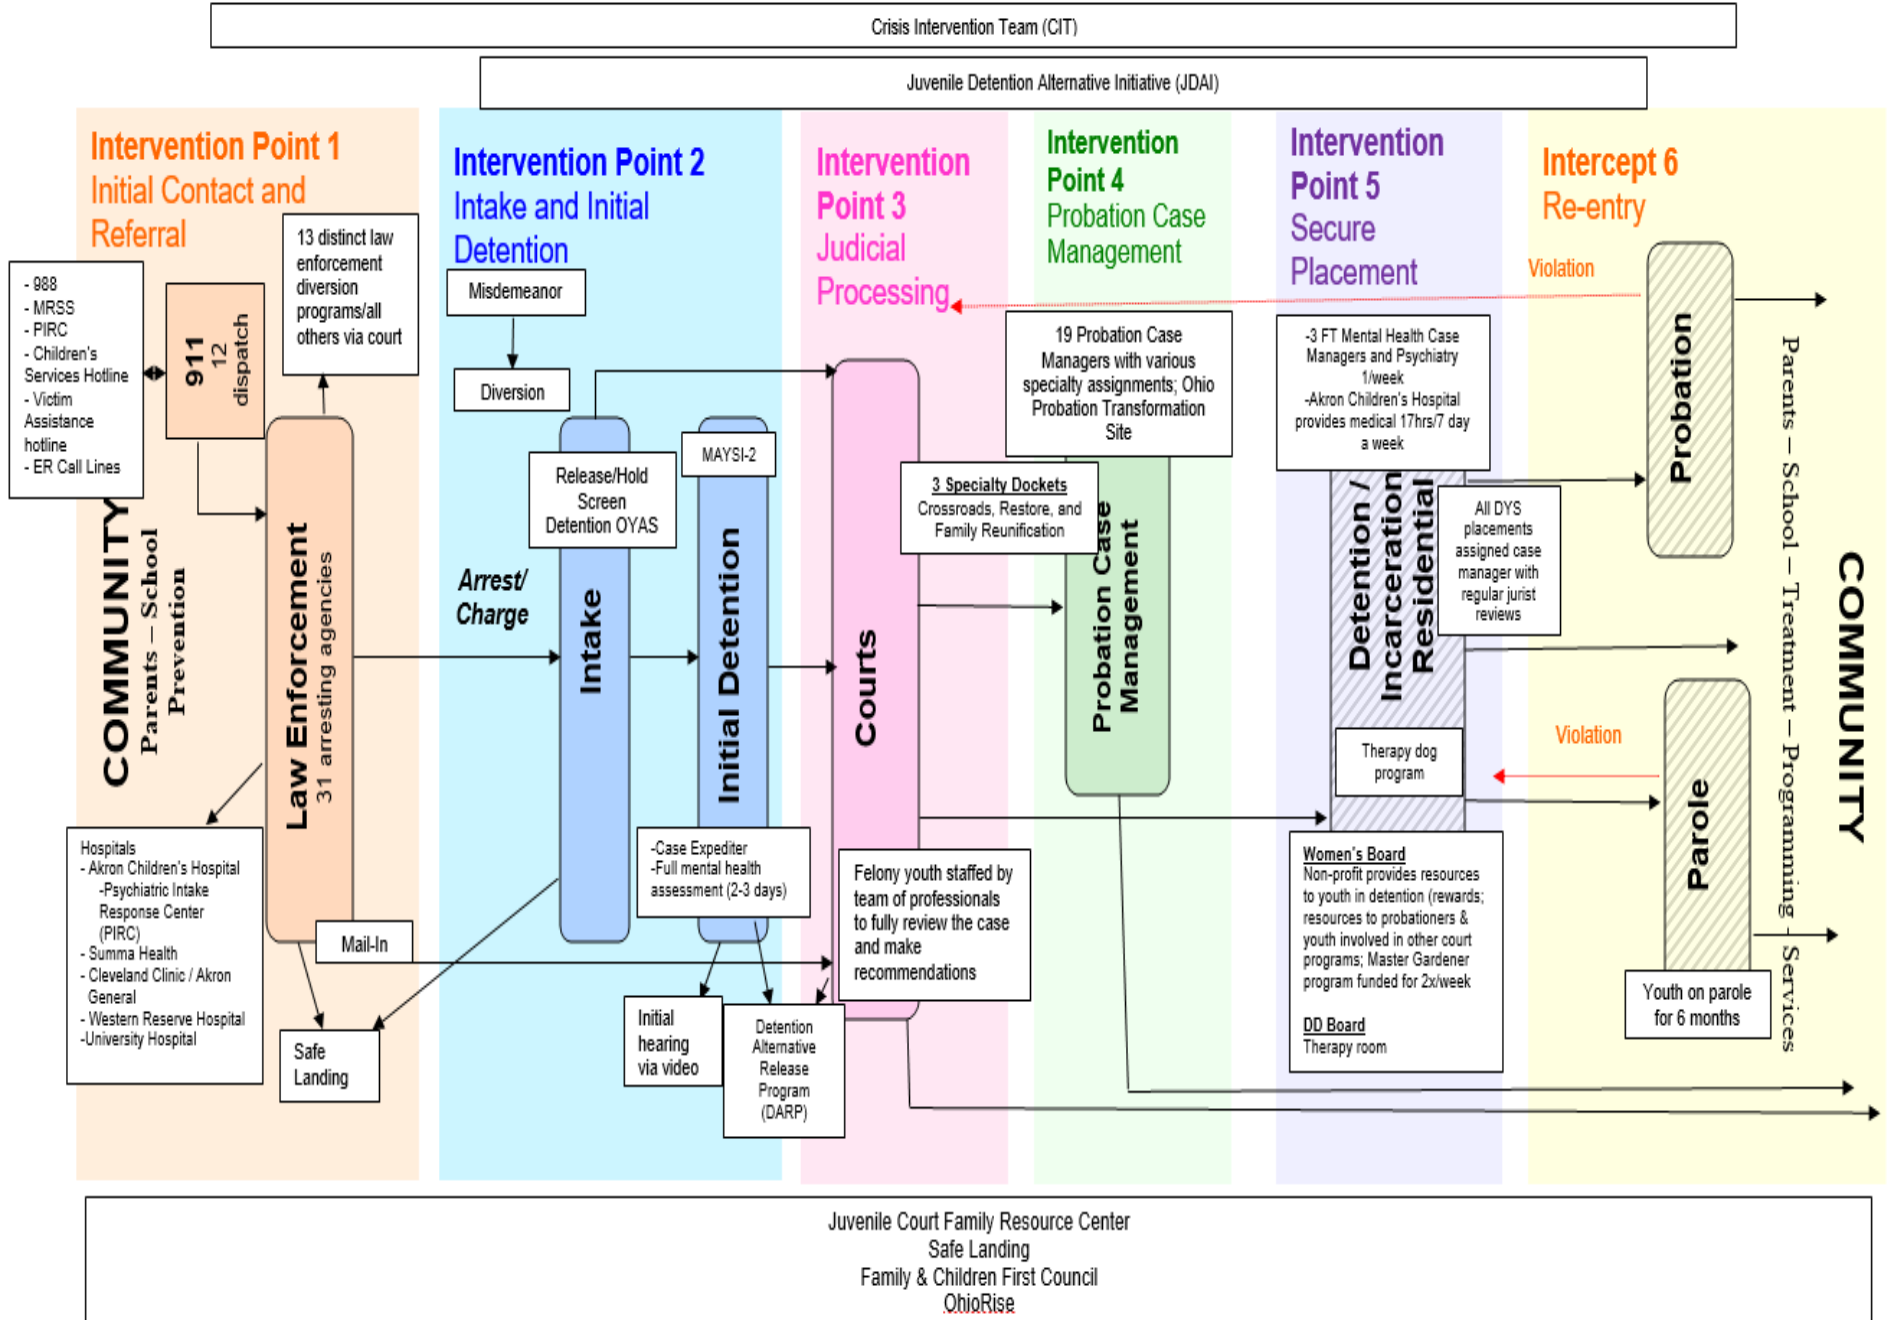 Crisis Intervention Team (CIT)
Juvenile Detention Alternative Initiative (JDAI)
Intervention Point 1
Initial Contact and
Referral
- 988
- MRSS
- PIRC
- Children's
Services Hotline
- Victim
Assistance
hotline
- ER Call Lines
911
12
dispatch
13 distinct law
enforcement
diversion
programs/all
others via court
COMMUNITY
Parents – School
Prevention
Law Enforcement
31 arresting agencies
Hospitals
- Akron Children's Hospital
-Psychiatric Intake
Response Center
(PIRC)
- Summa Health
- Cleveland Clinic / Akron
General
- Western Reserve Hospital
-University Hospital
Mail-In
Safe
Landing
Intervention Point 2
Intake and Initial
Detention
Misdemeanor
Diversion
Arrest/
Charge
Release/Hold
Screen
Detention OYAS
Intake
MAYSI-2
Initial Detention
-Case Expediter
-Full mental health
assessment (2-3 days)
Initial
hearing
via video
Detention
Alternative
Release
Program
(DARP)
Intervention
Point 3
Judicial
Processing
Courts
3 Specialty Dockets
Crossroads, Restore, and
Family Reunification
Felony youth staffed by
team of professionals
to fully review the case
and make
recommendations
Intervention
Point 4
Probation Case
Management
19 Probation Case
Managers with various
specialty assignments; Ohio
Probation Transformation
Site
Probation Case
Management
Intervention
Point 5
Secure
Placement
-3 FT Mental Health Case
Managers and Psychiatry
1/week
-Akron Children's Hospital
provides medical 17hrs/7 day
a week
Detention /
Incarceration
Residential
All DYS
placements
assigned case
manager with
regular jurist
reviews
Therapy dog
program
Women's Board
Non-profit provides resources
to youth in detention (rewards;
resources to probationers &
youth involved in other court
programs; Master Gardener
program funded for 2x/week
DD Board
Therapy room
Intercept 6
Re-entry
Violation
Probation
Violation
Parole
Youth on parole
for 6 months
Parents – School – Treatment – Programming – Services
COMMUNITY
Juvenile Court Family Resource Center
Safe Landing
Family & Children First Council
OhioRise